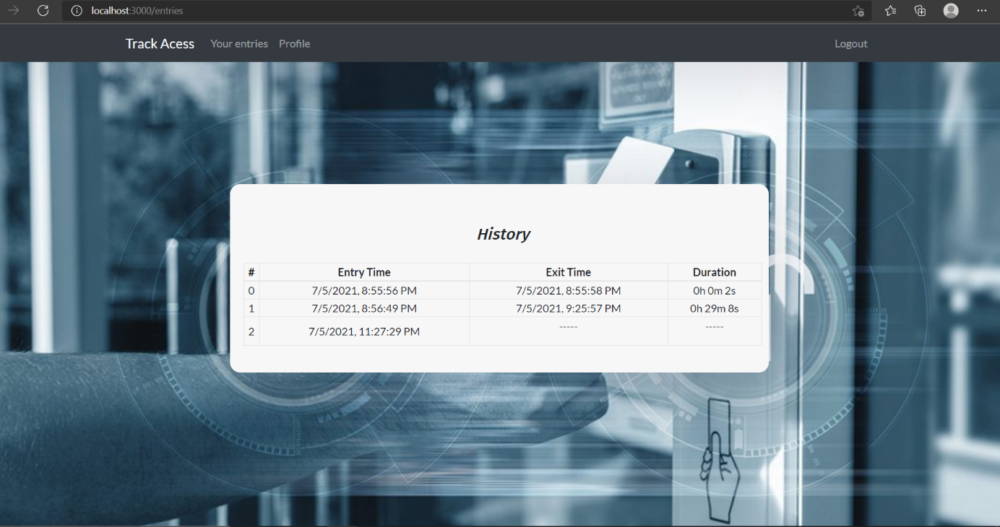 localhost:3000/entries
Track Acess Your entries Profile Logout
History
# Entry Time Exit Time Duration
0 7/5/2021, 8:55:56 PM 7/5/2021, 8:55:58 PM 0h 0m 2s
1 7/5/2021, 8:56:49 PM 7/5/2021, 9:25:57 PM 0h 29m 8s
2 7/5/2021, 11:27:29 PM ----- -----